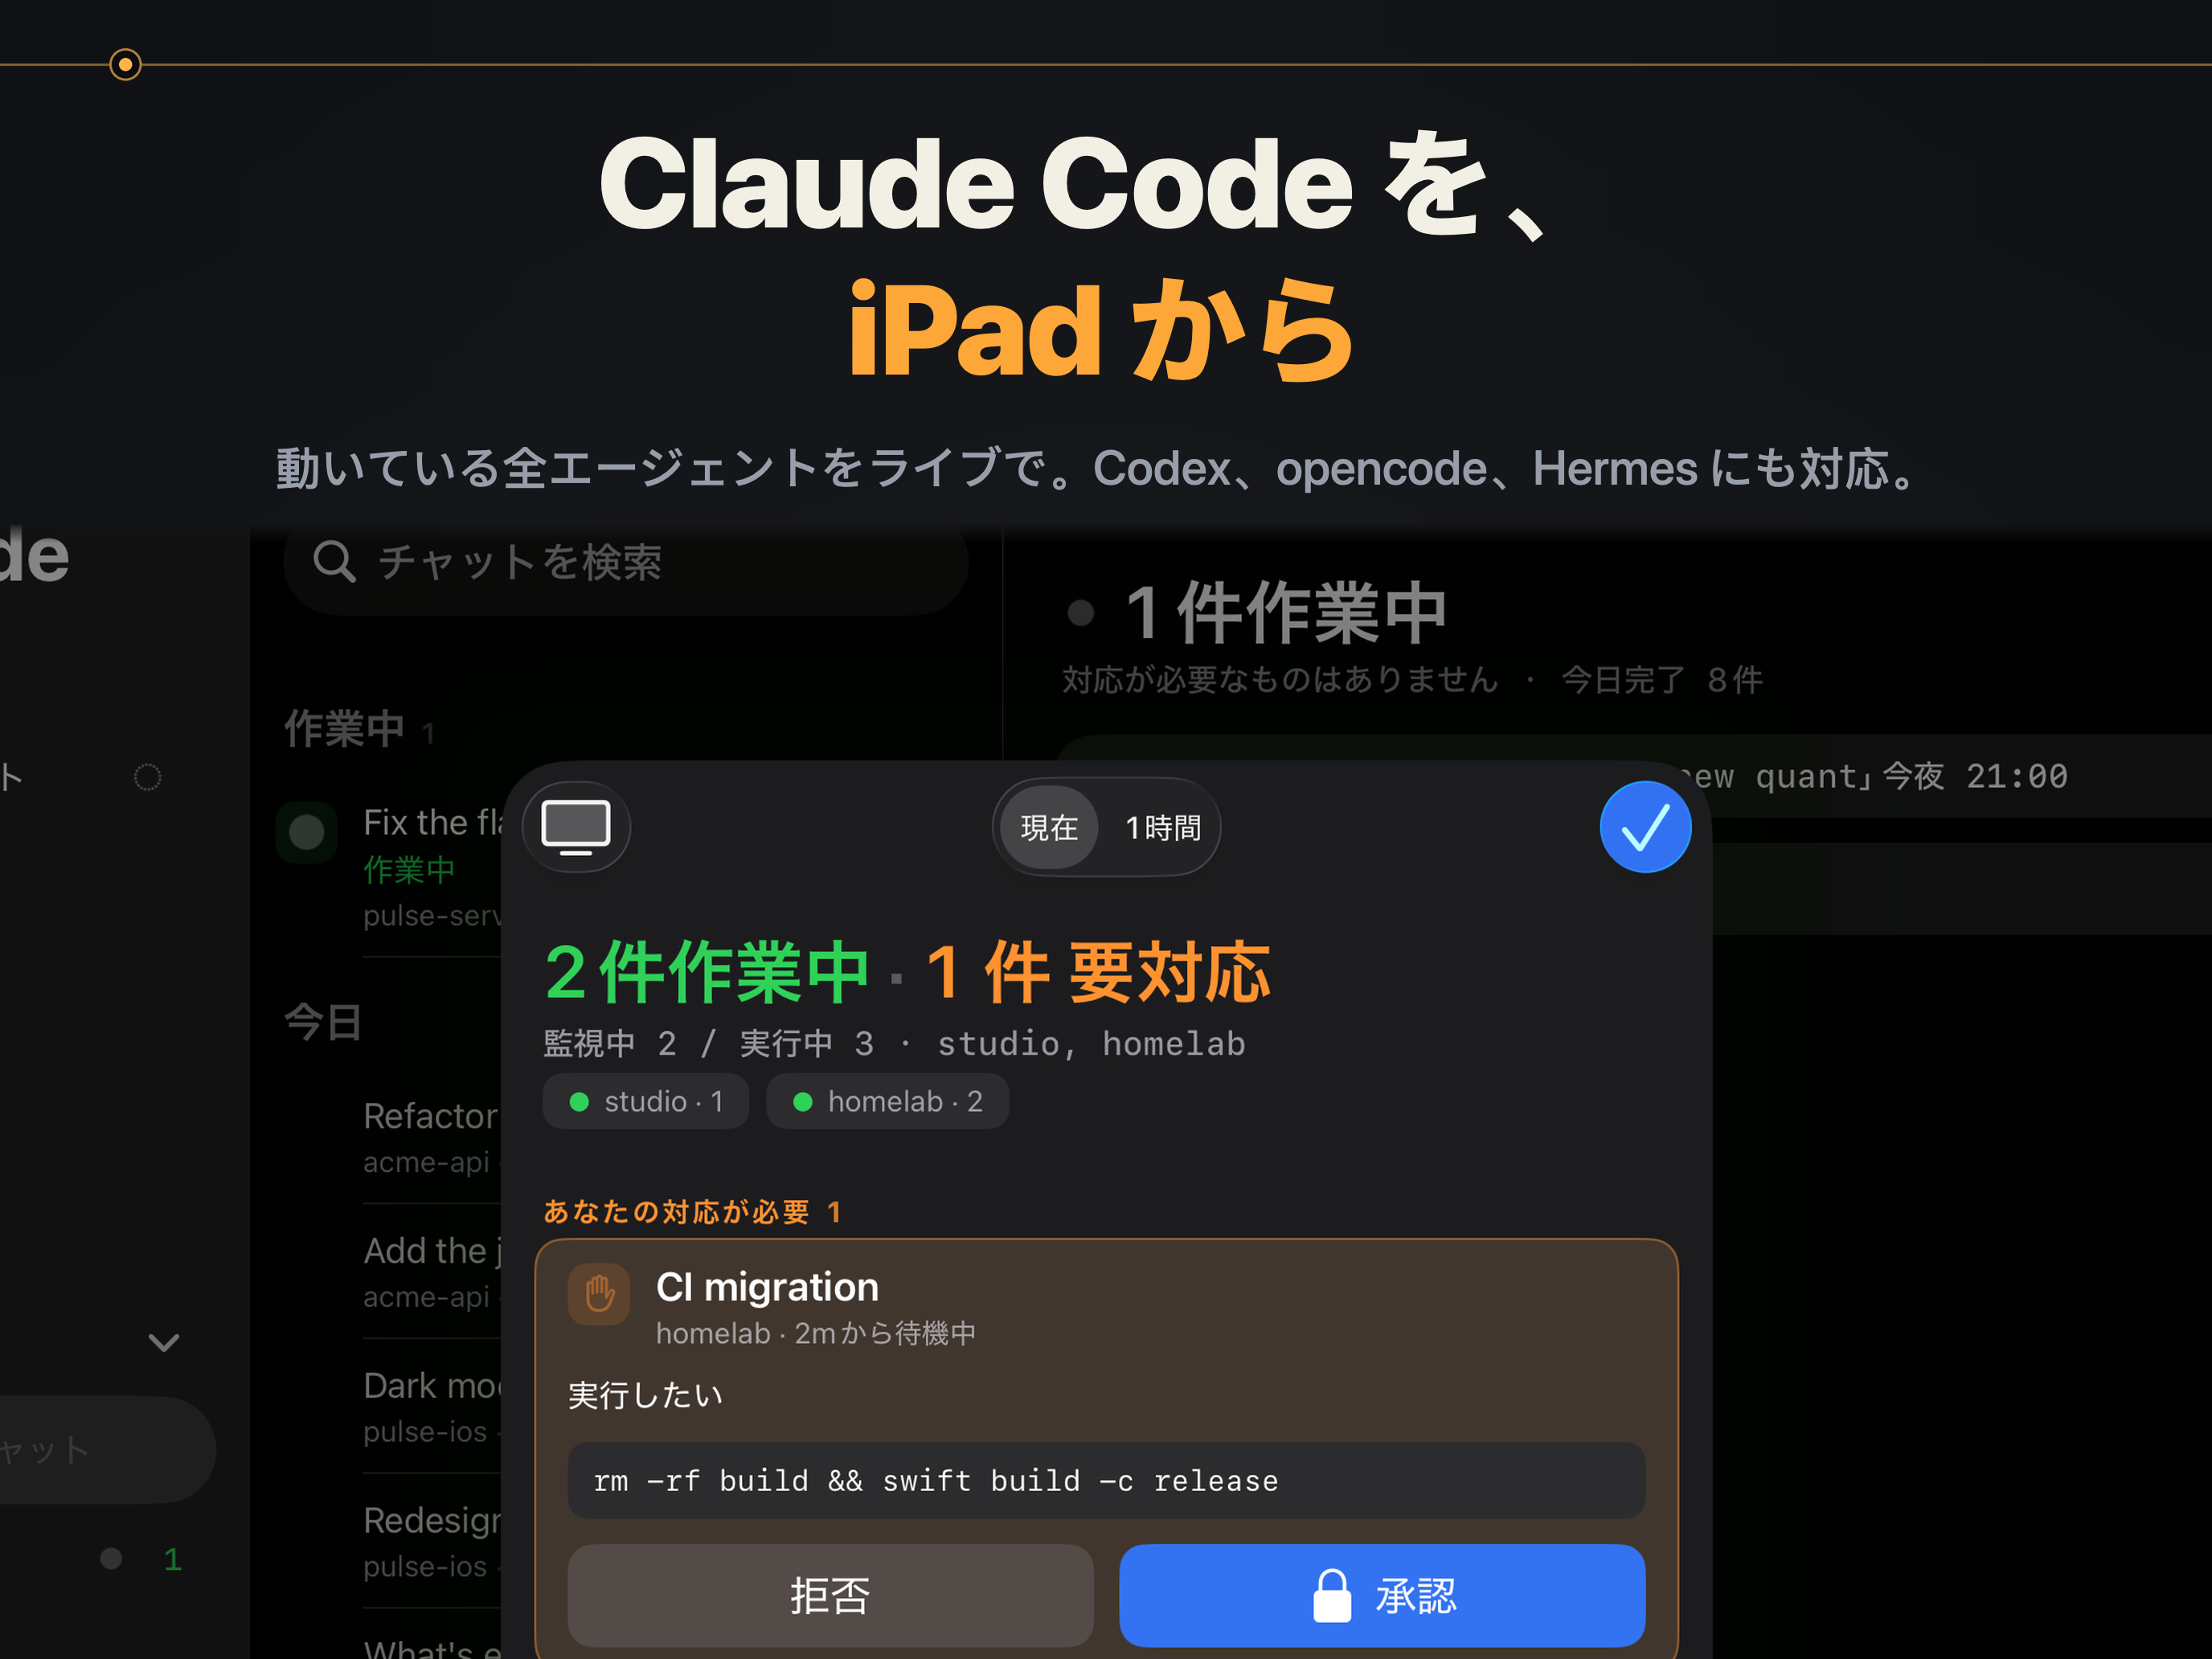 Claude Code を、
iPad から
動いている全エージェントをライブで。Codex、opencode、Hermes にも対応。
チャットを検索
作業中 1
Fix the
作業中
今日
Refactor
acme-api
Add the
acme-api
Dark
pulse-ios
pulse-ios
What's
1
1 件作業中
対応が必要なものはありません · 今日完了 8件
quant」今夜 21:00
現在 1時間
2 件作業中 · 1 件 要対応
監視中 2 / 実行中 3 · studio, homelab
studio · 1 homelab · 2
あなたの対応が必要 1
CI migration
homelab · 2mから待機中
実行したい
rm -rf build && swift build -c release
拒否 承認